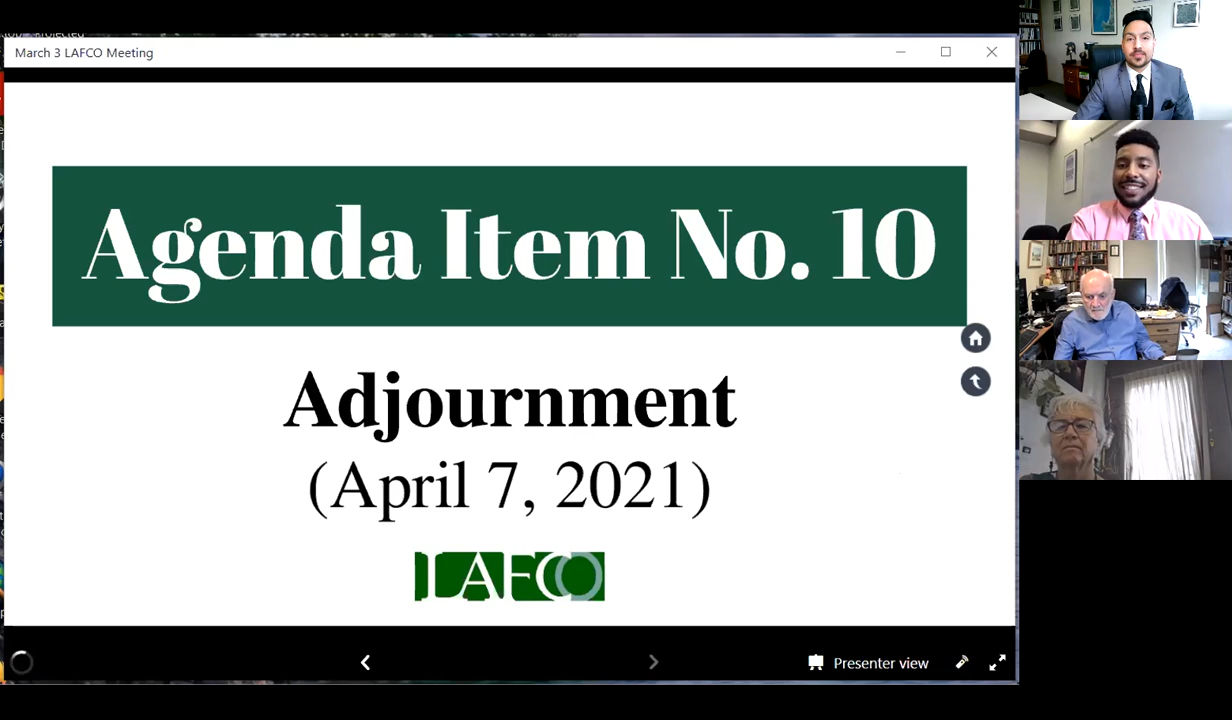 March 3 LAFCO Meeting
Agenda Item No. 10
Adjournment
(April 7, 2021)
LAFCO
Presenter view